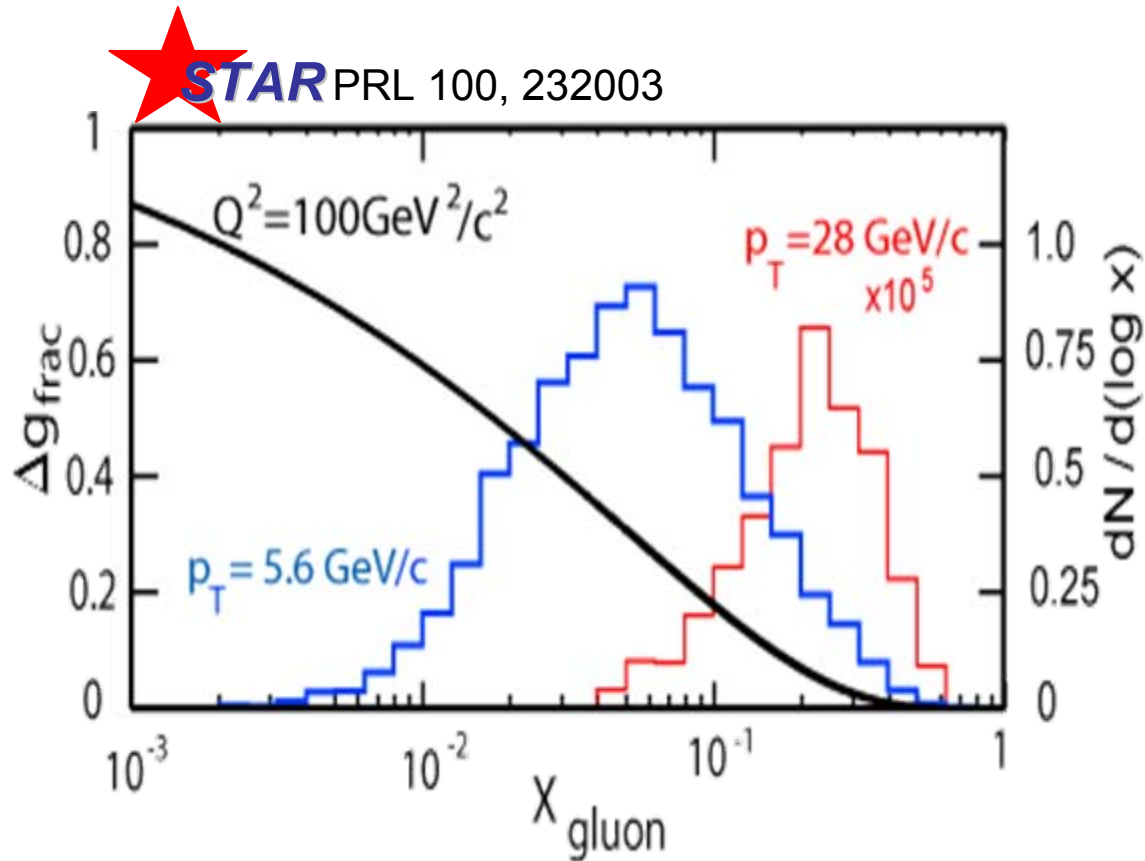 STAR PRL 100, 232003
Q²=100GeV²/c²
p_T=28 GeV/c
x10⁵
p_T= 5.6 GeV/c
Δg_frac
1
0.8
0.6
0.4
0.2
0
1.0
0.75
0.5
0.25
0
dN / d(log x)
10⁻³
10⁻²
10⁻¹
1
X_gluon